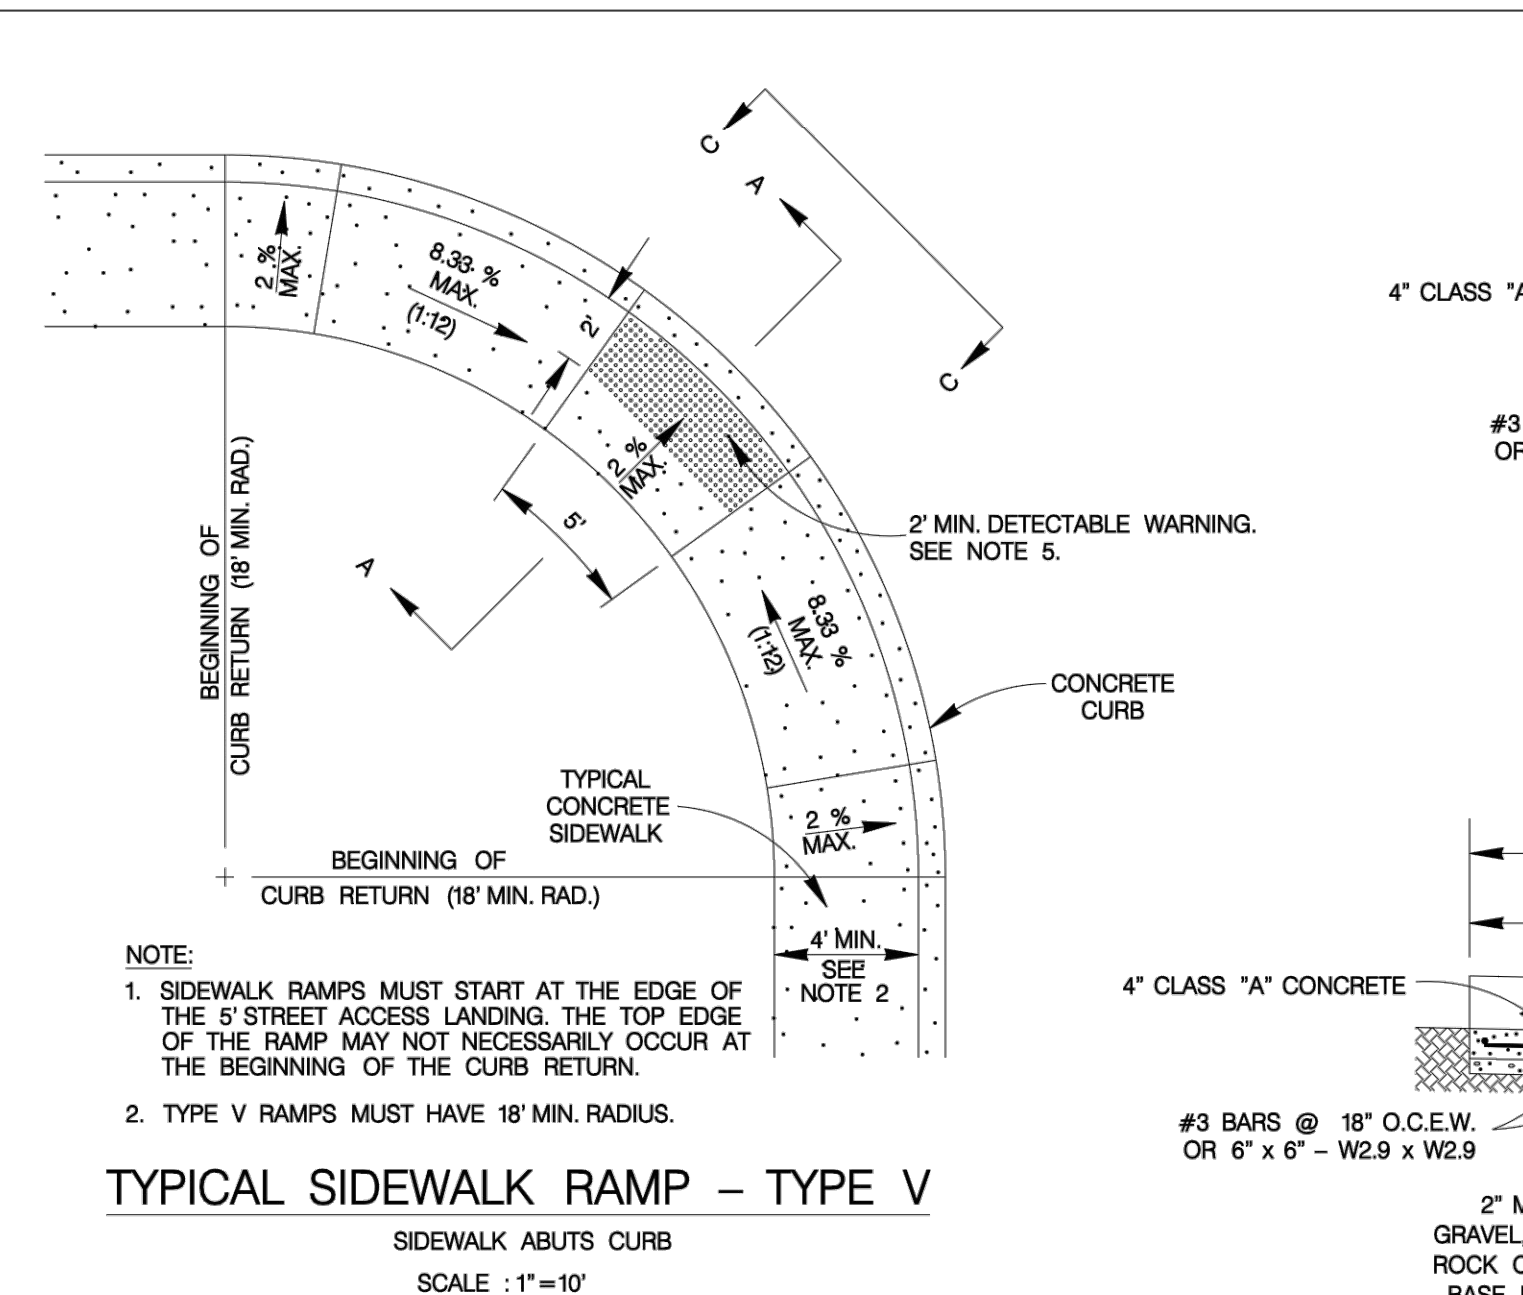 C
A
2 %
MAX.
8.33 %
MAX.
(1:12)
2'
C
4" CLASS "A
#3
OR
2 %
MAX.
5'
2' MIN. DETECTABLE WARNING.
SEE NOTE 5.
A
BEGINNING OF
CURB RETURN (18' MIN. RAD.)
8.33 %
MAX.
(1:12)
CONCRETE
CURB
TYPICAL
CONCRETE
SIDEWALK
2 %
MAX.
BEGINNING OF
CURB RETURN (18' MIN. RAD.)
4' MIN.
SEE
NOTE 2
NOTE:
1. SIDEWALK RAMPS MUST START AT THE EDGE OF
THE 5' STREET ACCESS LANDING. THE TOP EDGE
OF THE RAMP MAY NOT NECESSARILY OCCUR AT
THE BEGINNING OF THE CURB RETURN.
2. TYPE V RAMPS MUST HAVE 18' MIN. RADIUS.
TYPICAL SIDEWALK RAMP – TYPE V
SIDEWALK ABUTS CURB
SCALE : 1"=10'
4" CLASS "A" CONCRETE
#3 BARS @ 18" O.C.E.W.
OR 6" x 6" – W2.9 x W2.9
2"
GRAVEL,
ROCK
BASE